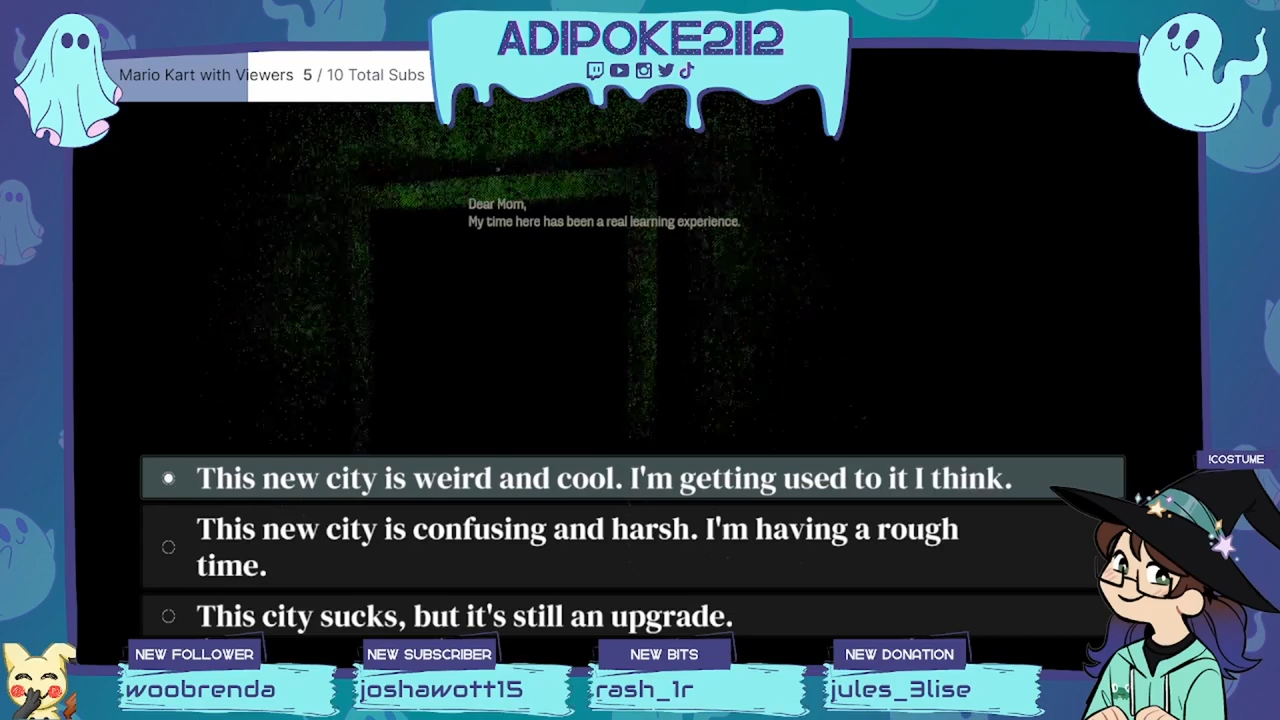 ADIPOKE2112
Mario Kart with Viewers 5 / 10 Total Subs
Dear Mom,
My time here has been a real learning experience.
This new city is weird and cool. I'm getting used to it I think.
This new city is confusing and harsh. I'm having a rough
time.
This city sucks, but it's still an upgrade.
!COSTUME
NEW FOLLOWER
woobrenda
NEW SUBSCRIBER
joshawott15
NEW BITS
rash_1r
NEW DONATION
jules_3lise